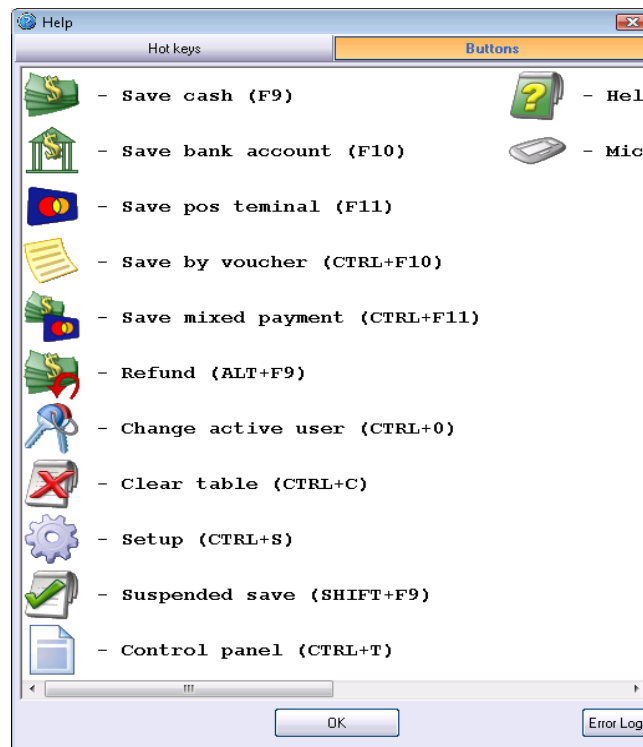 Help
Hot keys
Buttons
- Save cash (F9)
- Save bank account (F10)
- Save pos teminal (F11)
- Save by voucher (CTRL+F10)
- Save mixed payment (CTRL+F11)
- Refund (ALT+F9)
- Change active user (CTRL+0)
- Clear table (CTRL+C)
- Setup (CTRL+S)
- Suspended save (SHIFT+F9)
- Control panel (CTRL+T)
- Hel
- Mic
OK
Error Log